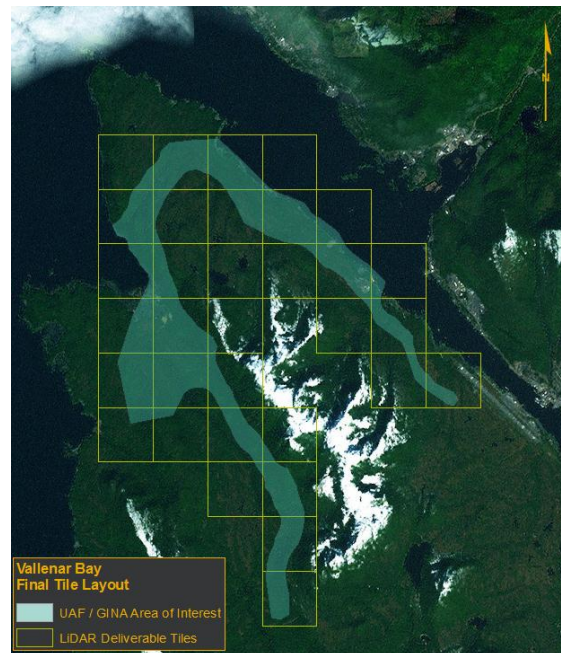 N
Vallenar Bay
Final Tile Layout
UAF / GINA Area of Interest
LiDAR Deliverable Tiles